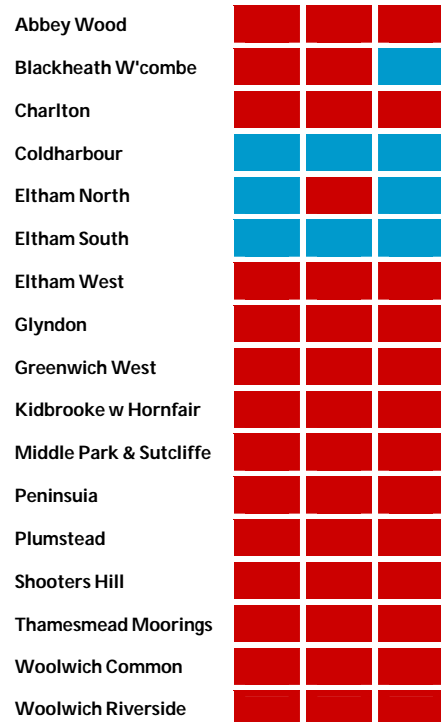 Abbey Wood
Blackheath W'combe
Charlton
Coldharbour
Eltham North
Eltham South
Eltham West
Glyndon
Greenwich West
Kidbrooke w Hornfair
Middle Park & Sutcliffe
Peninsuia
Plumstead
Shooters Hill
Thamesmead Moorings
Woolwich Common
Woolwich Riverside